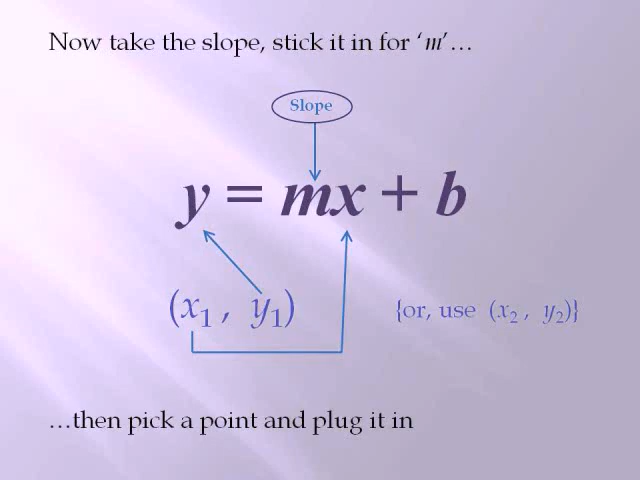 Now take the slope, stick it in for ‘m’…
Slope
y = mx + b
(x₁ , y₁)
{or, use (x₂ , y₂)}
…then pick a point and plug it in